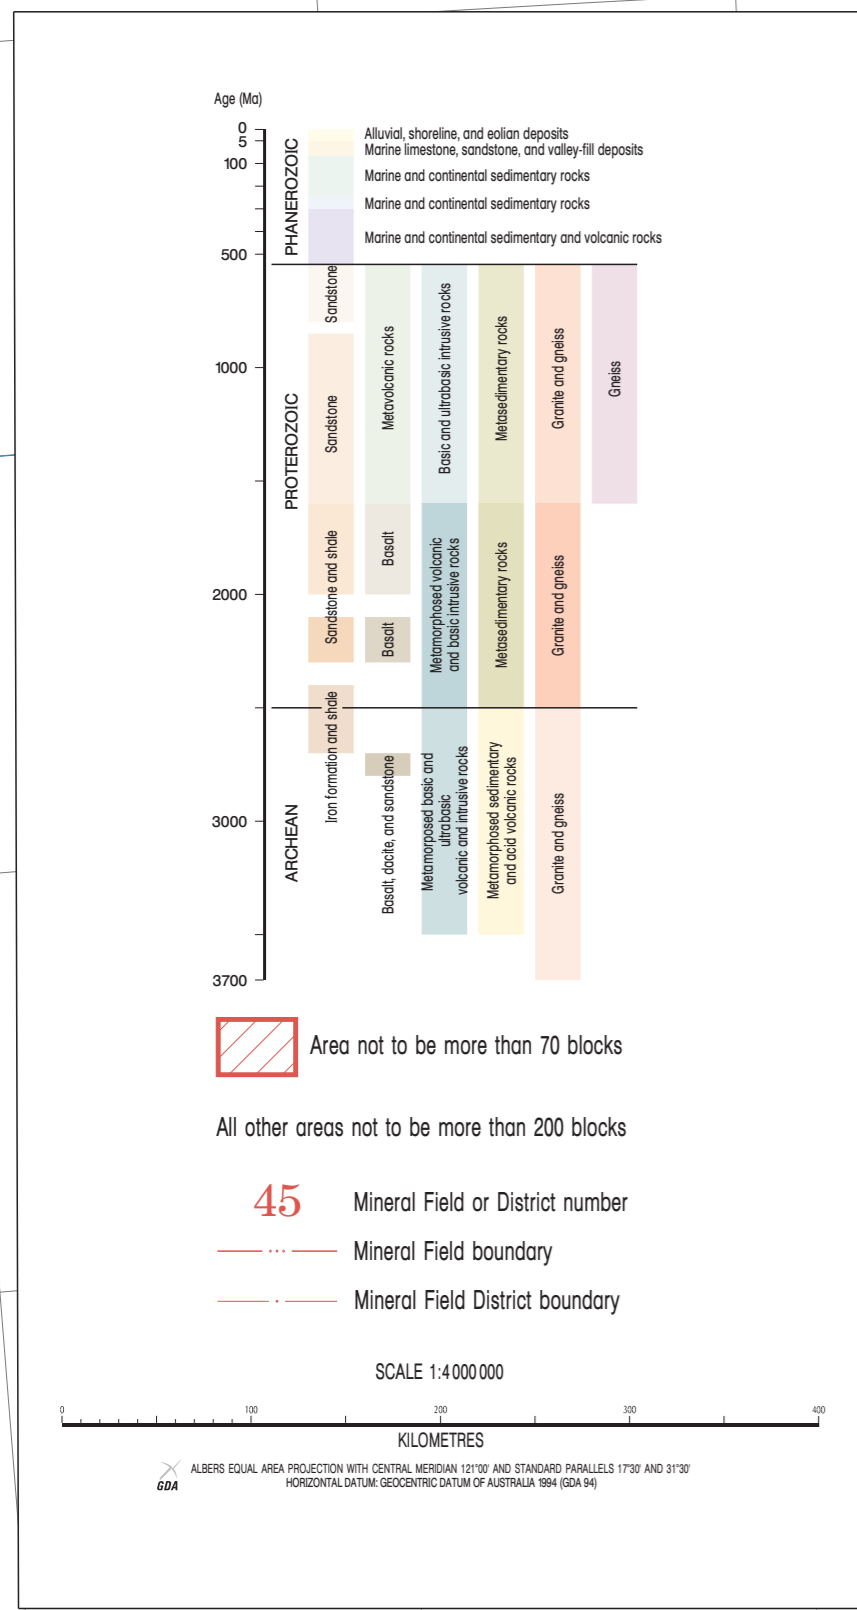 Age (Ma)
0
5
100
500
1000
2000
3000
3700
PHANEROZOIC
PROTEROZOIC
ARCHEAN
Alluvial, shoreline, and eolian deposits
Marine limestone, sandstone, and valley-fill deposits
Marine and continental sedimentary rocks
Marine and continental sedimentary rocks
Marine and continental sedimentary and volcanic rocks
Sandstone
Sandstone
Sandstone and shale
Iron formation and shale
Metavolcanic rocks
Basalt
Basalt
Basalt, dacite, and sandstone
Basic and ultrabasic intrusive rocks
Metamorphosed volcanic
and basic intrusive rocks
Metamorposed basic and
ultrabasic
volcanic and intrusive rocks
Metasedimentary rocks
Metasedimentary rocks
Metamorphosed sedimentary
and acid volcanic rocks
Granite and gneiss
Granite and gneiss
Granite and gneiss
Gneiss
Area not to be more than 70 blocks
All other areas not to be more than 200 blocks
45 Mineral Field or District number
Mineral Field boundary
Mineral Field District boundary
SCALE 1:4 000 000
0 100 200 300 400
KILOMETRES
GDA
ALBERS EQUAL AREA PROJECTION WITH CENTRAL MERIDIAN 121°00' AND STANDARD PARALLELS 17°30' AND 31°30'
HORIZONTAL DATUM: GEOCENTRIC DATUM OF AUSTRALIA 1994 (GDA 94)